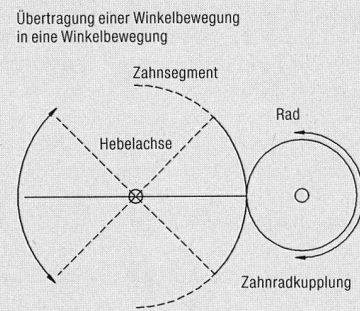 Übertragung einer Winkelbewegung
in eine Winkelbewegung
Zahnsegment
Rad
Hebelachse
Zahnradkupplung